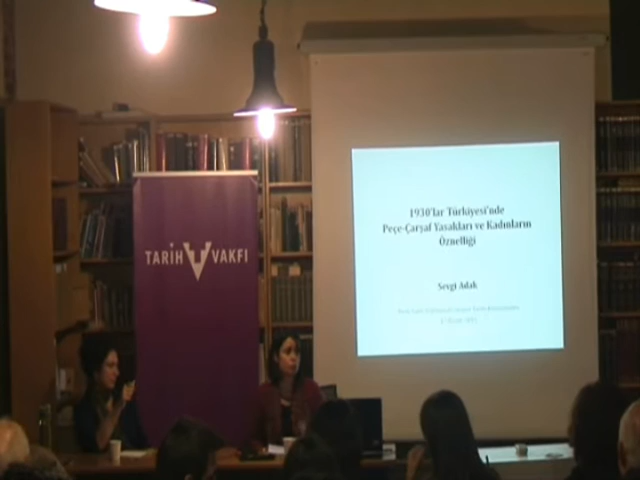 TARİH VAKFI
1930'lar Türkiyesi'nde
Peçe-Çarşaf Yasakları ve Kadınların
Öznelliği
Sevgi Adak